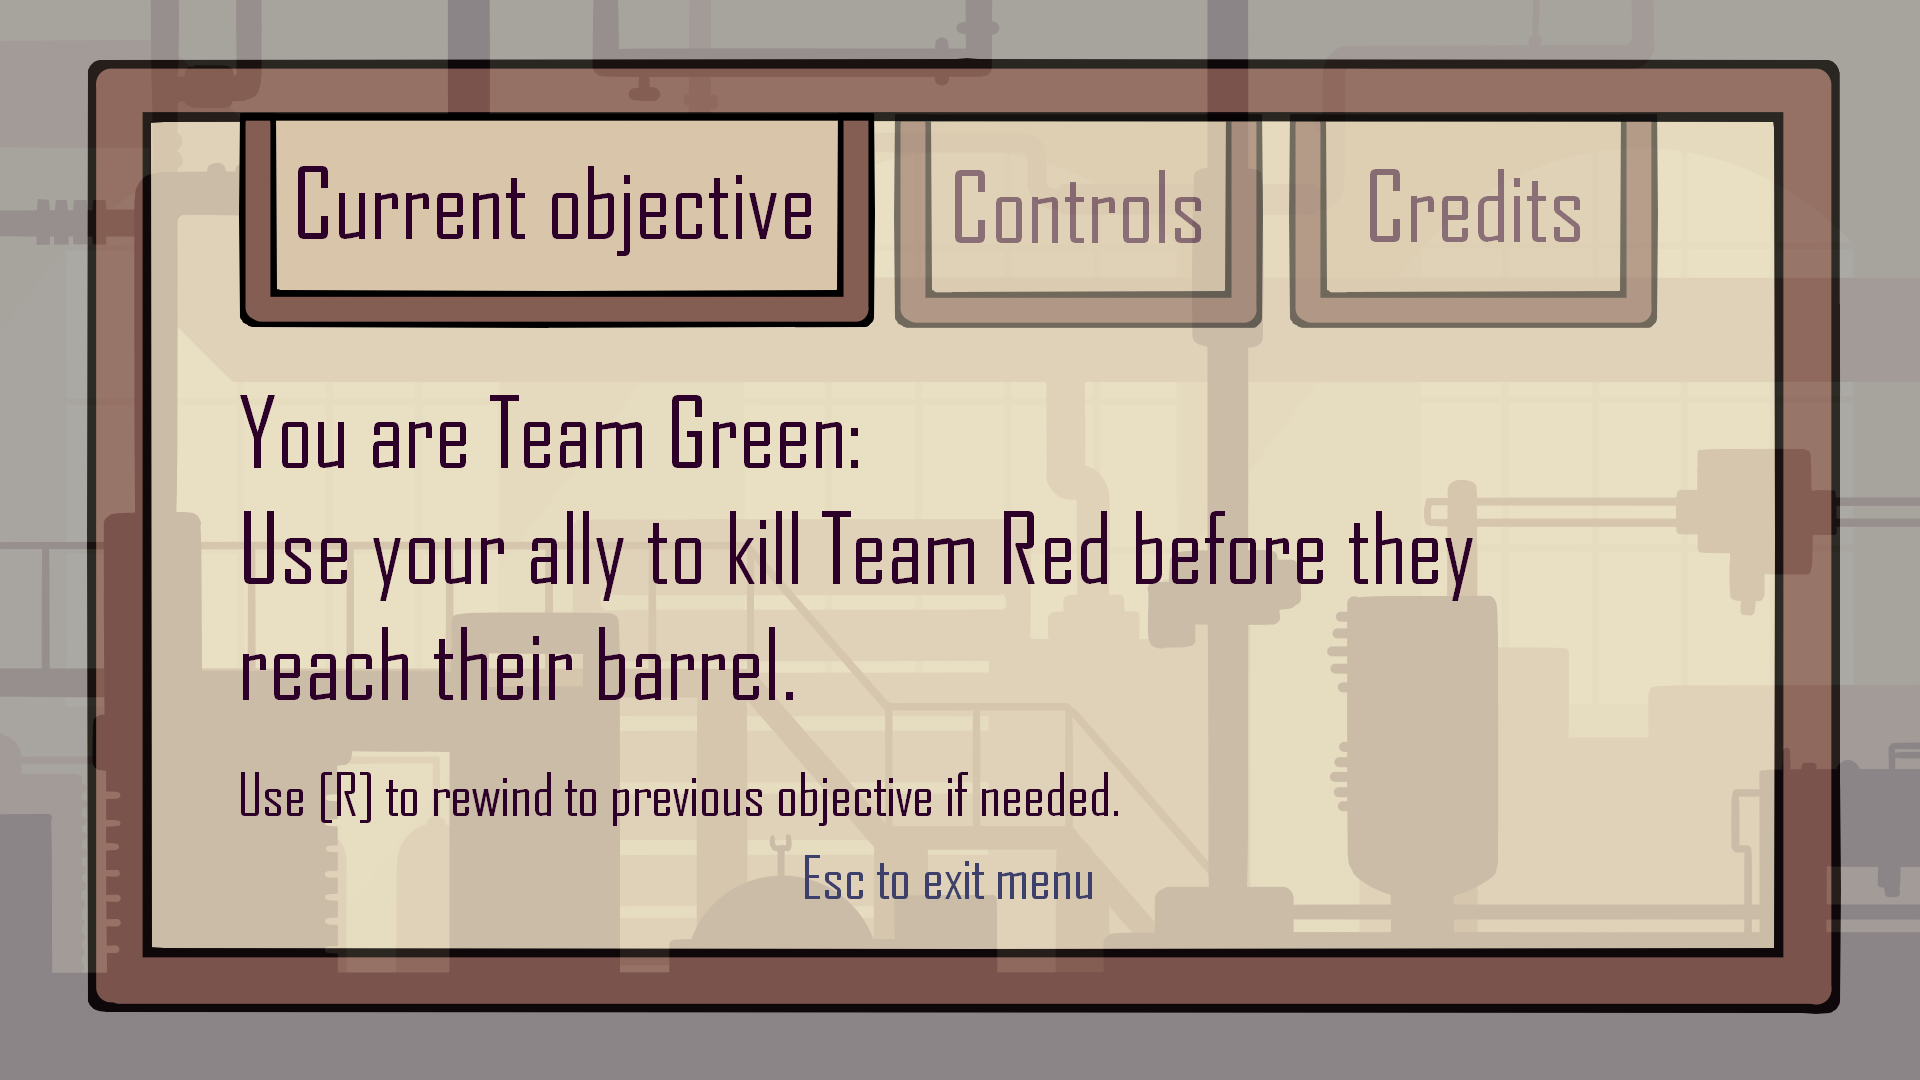 Current objective
Controls
Credits
You are Team Green:
Use your ally to kill Team Red before they
reach their barrel.
Use [R] to rewind to previous objective if needed.
Esc to exit menu